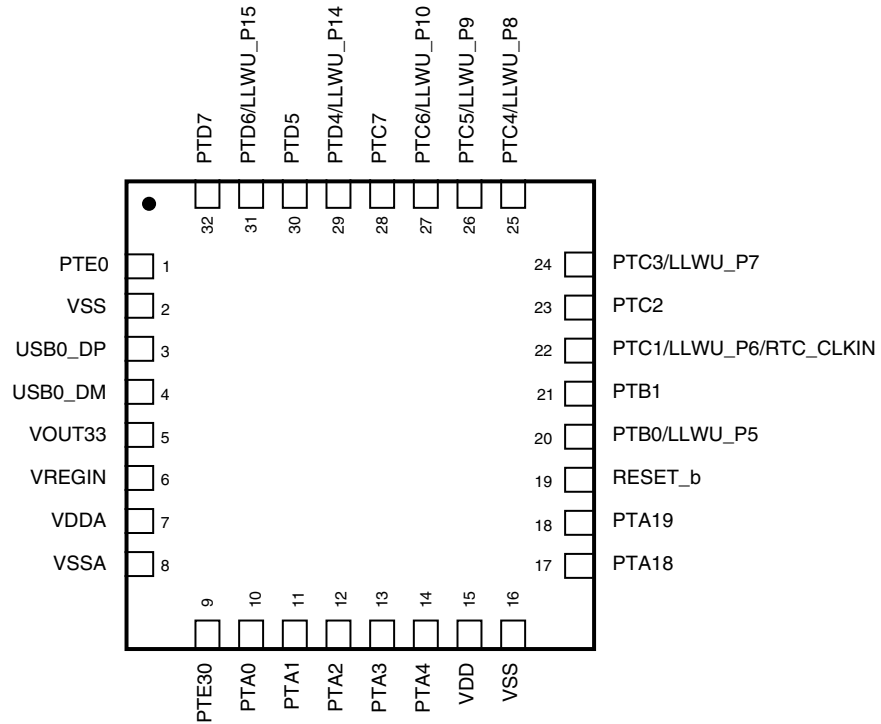 PTD7
PTD6/LLWU_P15
PTD5
PTD4/LLWU_P14
PTC7
PTC6/LLWU_P10
PTC5/LLWU_P9
PTC4/LLWU_P8
32
31
30
29
28
27
26
25
PTE0 1
VSS 2
USB0_DP 3
USB0_DM 4
VOUT33 5
VREGIN 6
VDDA 7
VSSA 8
24 PTC3/LLWU_P7
23 PTC2
22 PTC1/LLWU_P6/RTC_CLKIN
21 PTB1
20 PTB0/LLWU_P5
19 RESET_b
18 PTA19
17 PTA18
9
10
11
12
13
14
15
16
PTE30
PTA0
PTA1
PTA2
PTA3
PTA4
VDD
VSS